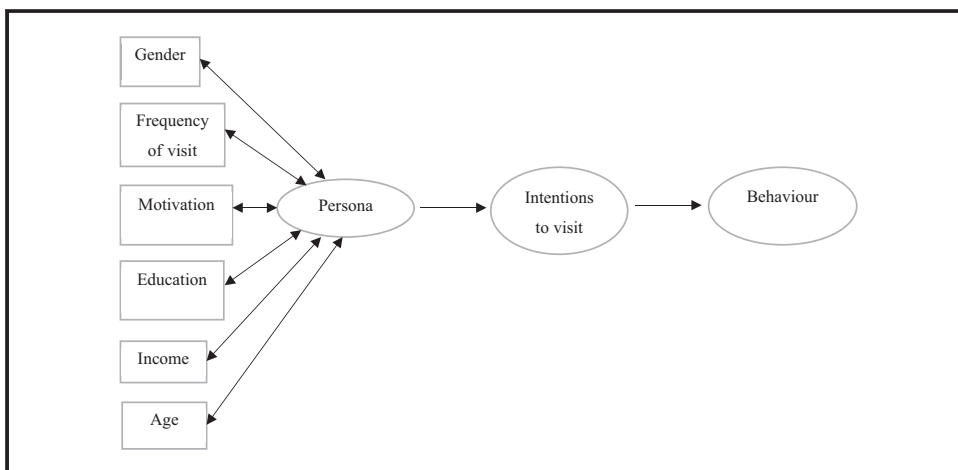 Gender
Frequency
of visit
Motivation
Education
Income
Age
Persona
Intentions
to visit
Behaviour